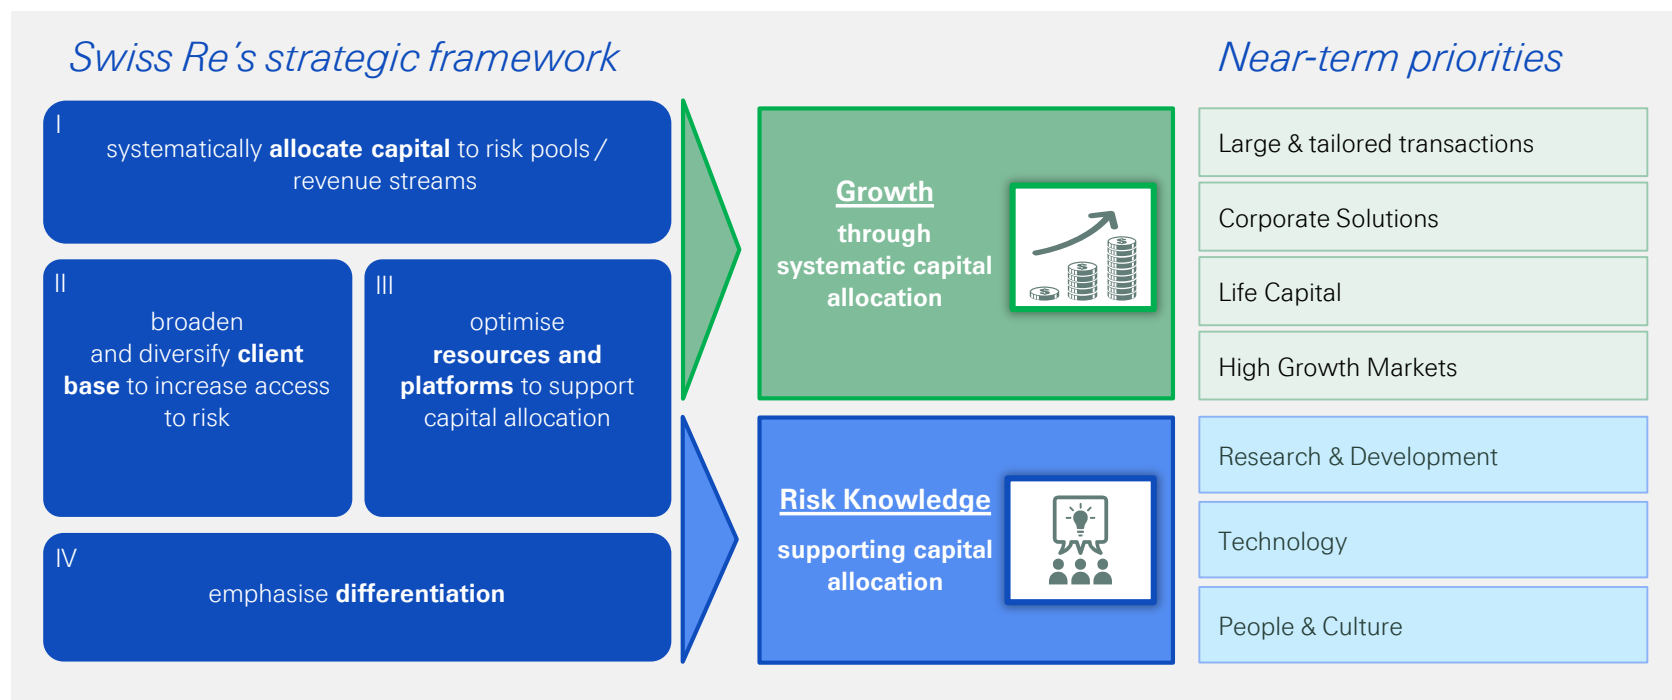 Swiss Re's strategic framework
I
systematically allocate capital to risk pools /
revenue streams
II
broaden
and diversify client
base to increase access
to risk
III
optimise
resources and
platforms to support
capital allocation
IV
emphasise differentiation
Growth
through
systematic capital
allocation
$
$
$
Risk Knowledge
supporting capital
allocation
Near-term priorities
Large & tailored transactions
Corporate Solutions
Life Capital
High Growth Markets
Research & Development
Technology
People & Culture